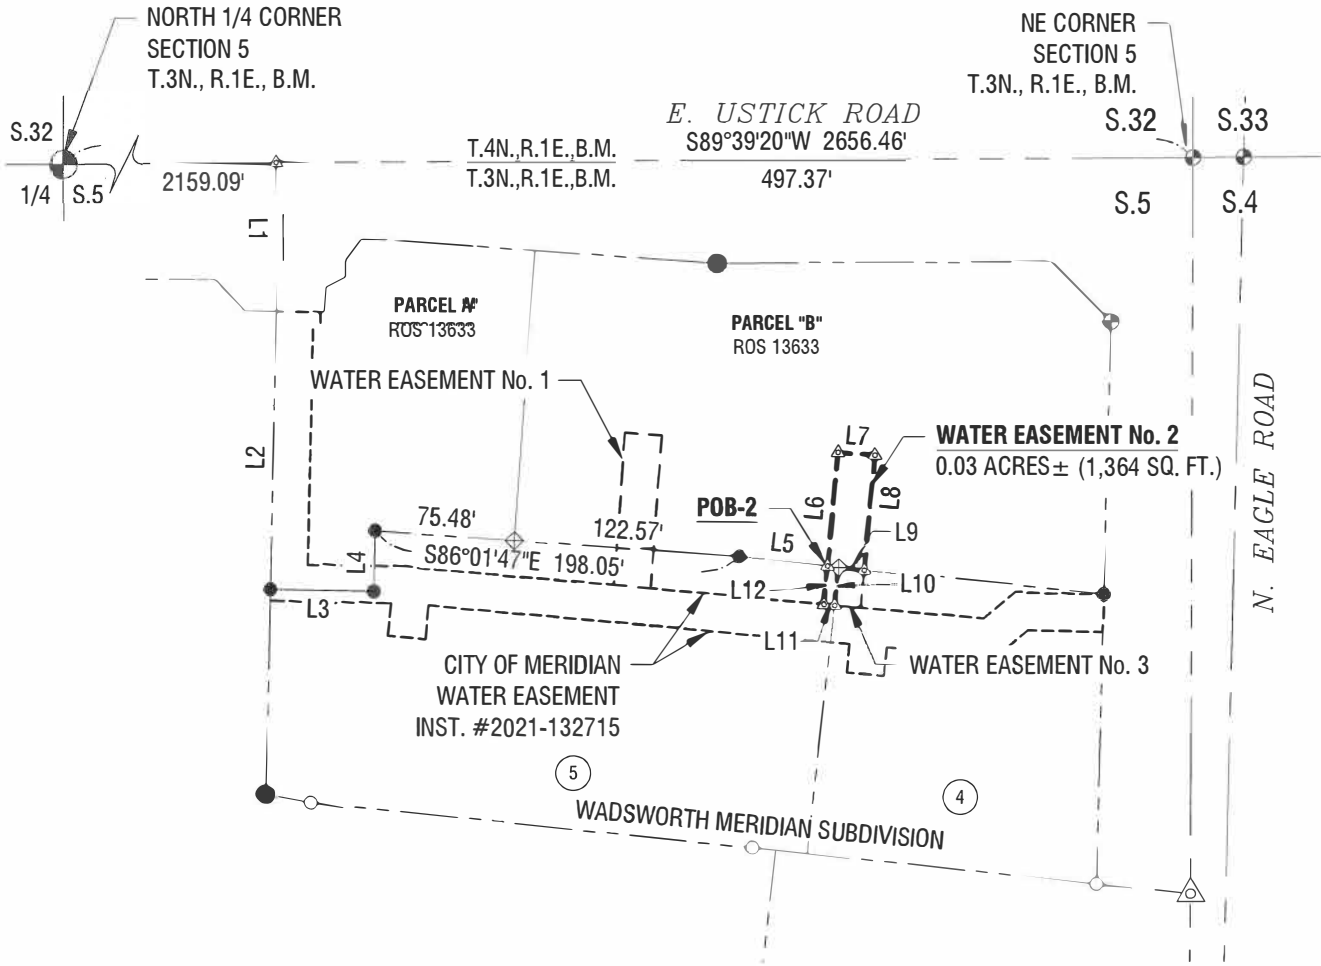 NORTH 1/4 CORNER
SECTION 5
T.3N., R.1E., B.M.
NE CORNER
SECTION 5
T.3N., R.1E., B.M.
S.32
1/4
S.5
2159.09'
T.4N.,R.1E.,B.M.
T.3N.,R.1E.,B.M.
E. USTICK ROAD
S89°39'20"W 2656.46'
497.37'
S.32
S.33
S.5
S.4
L1
PARCEL "A"
ROS 13633
PARCEL "B"
ROS 13633
WATER EASEMENT No. 1
L2
L7
WATER EASEMENT No. 2
0.03 ACRES± (1,364 SQ. FT.)
N. EAGLE ROAD
L6
L8
POB-2
75.48'
122.57'
S86°01'47"E 198.05'
L4
L5
L9
L12
L10
L3
L11
WATER EASEMENT No. 3
CITY OF MERIDIAN
WATER EASEMENT
INST. #2021-132715
5
4
WADSWORTH MERIDIAN SUBDIVISION